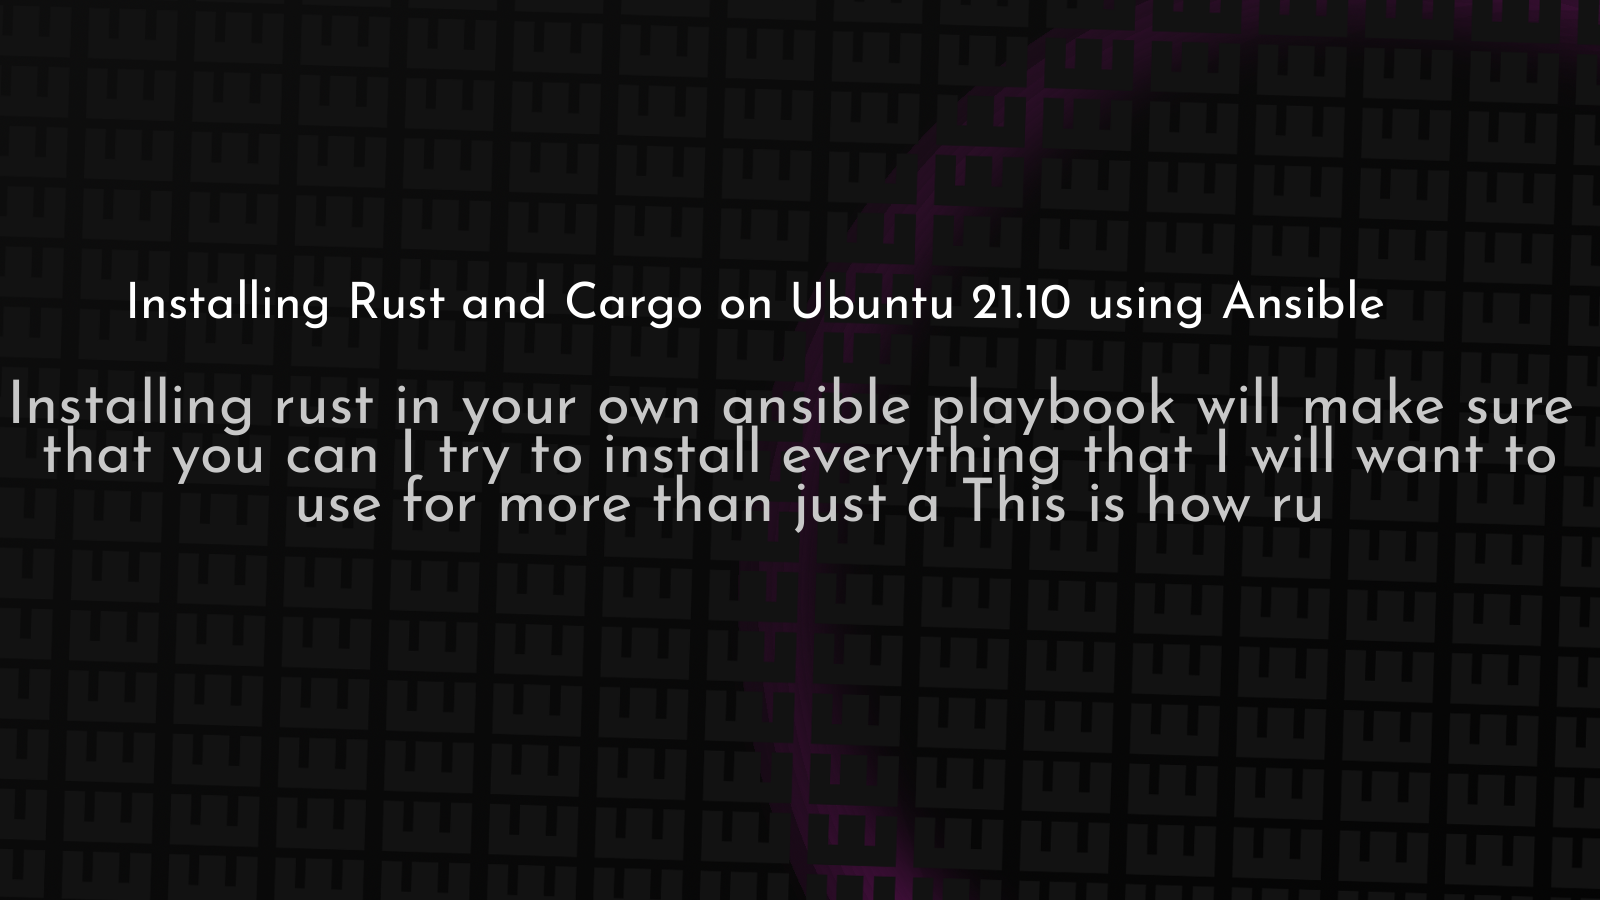 Installing Rust and Cargo on Ubuntu 21.10 using Ansible
Installing rust in your own ansible playbook will make sure
that you can I try to install everything that I will want to
use for more than just a This is how ru